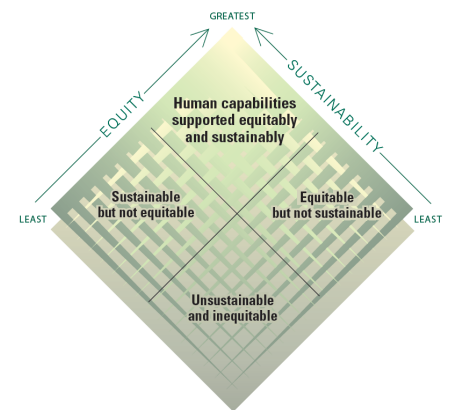 GREATEST
EQUITY
SUSTAINABILITY
Human capabilities
supported equitably
and sustainably
Sustainable
but not equitable
Equitable
but not sustainable
LEAST
LEAST
Unsustainable
and inequitable